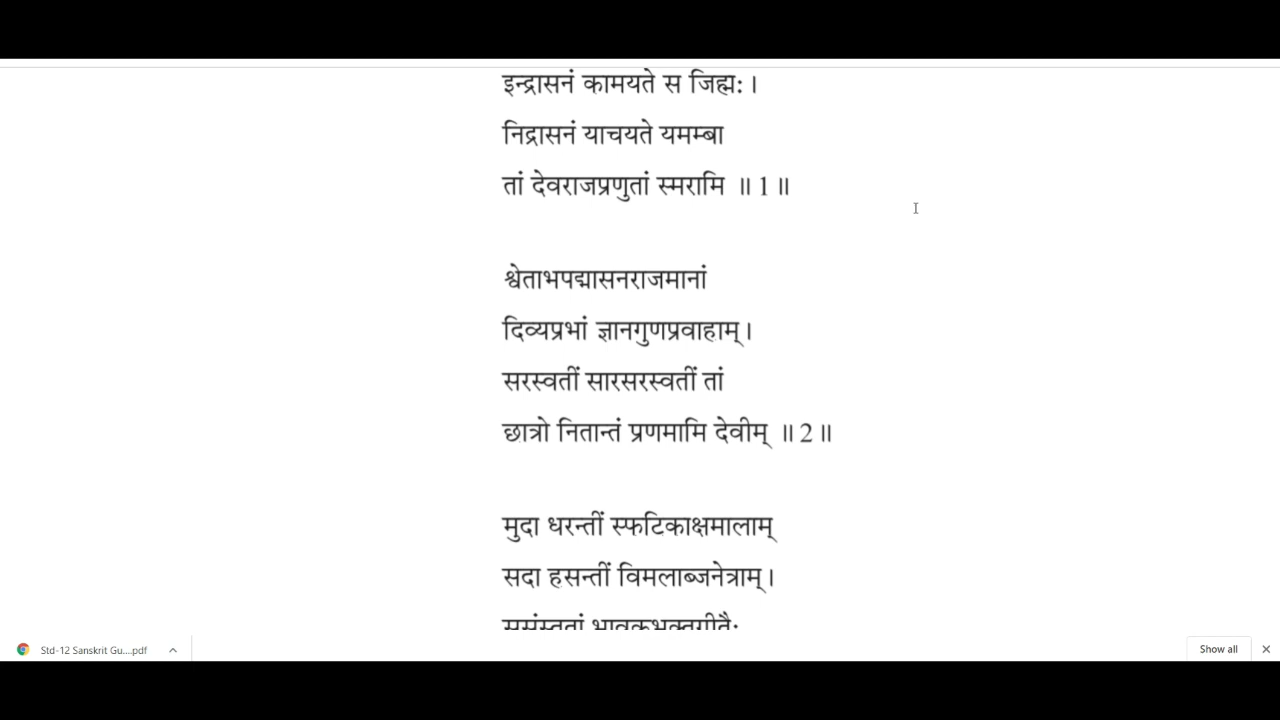 इन्द्रासनं कामयते स जिह्मः ।
निद्रासनं याचयते यमम्बा
तां देवराजप्रणुतां स्मरामि ॥ 1 ॥
श्वेताभपद्मासनराजमानां
दिव्यप्रभां ज्ञानगुणप्रवाहाम् ।
सरस्वतीं सारसरस्वतीं तां
छात्रो नितान्तं प्रणमामि देवीम् ॥ 2 ॥
मुदा धरन्तीं स्फटिकाक्षमालाम्
सदा हसन्तीं विमलाब्जनेत्राम् ।
सुसंस्तुतां भावुकभक्तगीतैः
Std-12 Sanskrit Gu....pdf
Show all